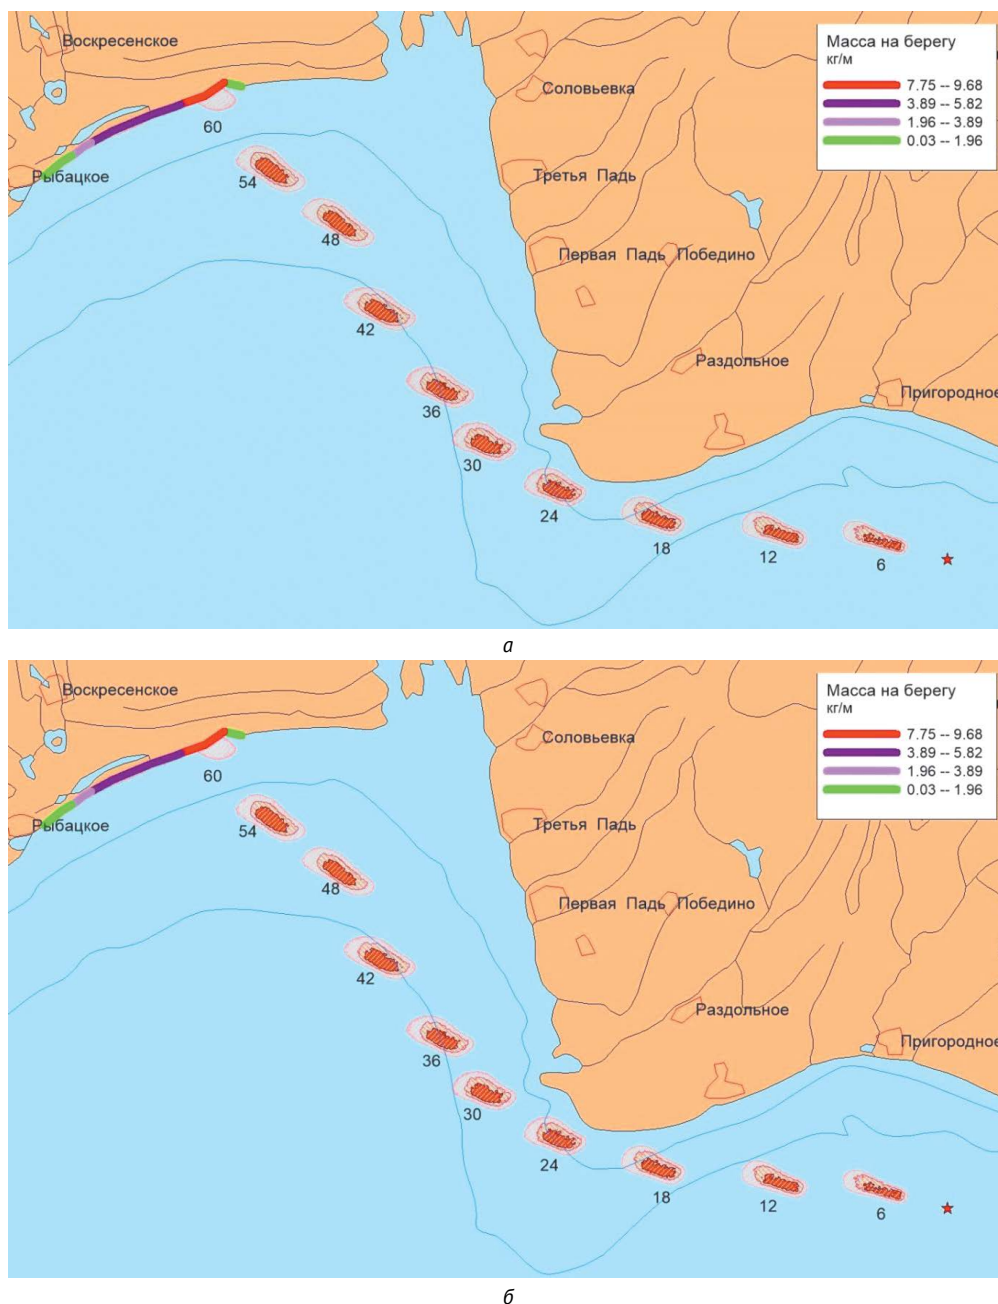 Воскресенское
Масса на берегу
кг/м
7.75 -- 9.68
3.89 -- 5.82
1.96 -- 3.89
0.03 -- 1.96
Соловьевка
60
Рыбацкое
54
Третья Падь
48
Первая Падь Победино
42
Раздольное
36
Пригородное
30
24
18
12
6
а
Воскресенское
Масса на берегу
кг/м
7.75 -- 9.68
3.89 -- 5.82
1.96 -- 3.89
0.03 -- 1.96
Соловьевка
60
Рыбацкое
54
Третья Падь
48
Первая Падь Победино
42
Раздольное
36
Пригородное
30
24
18
12
6
б